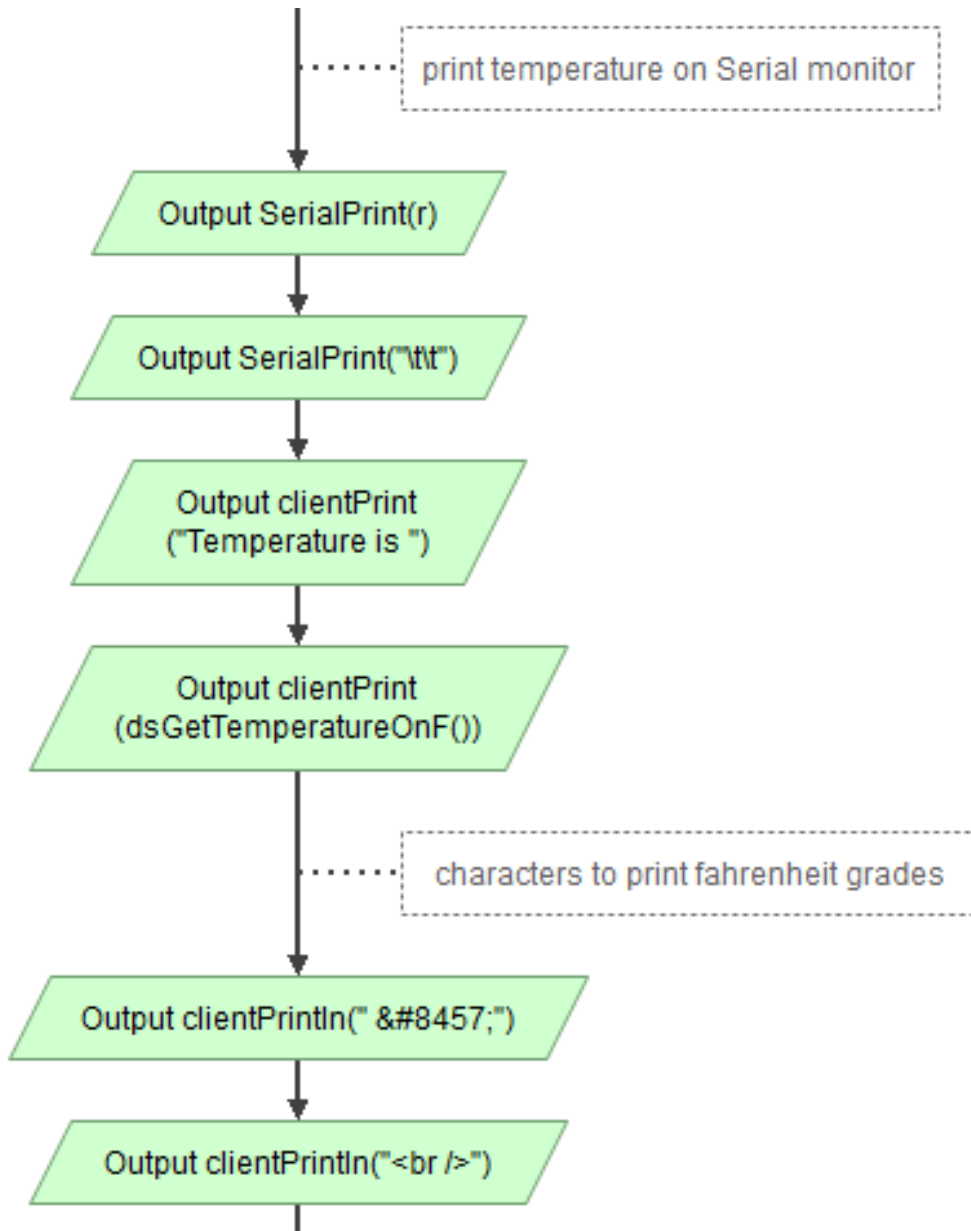 print temperature on Serial monitor
Output SerialPrint(r)
Output SerialPrint("\t\t")
Output clientPrint
("Temperature is ")
Output clientPrint
(dsGetTemperatureOnF())
characters to print fahrenheit grades
Output clientPrintln(" &#8457;")
Output clientPrintln("<br />")